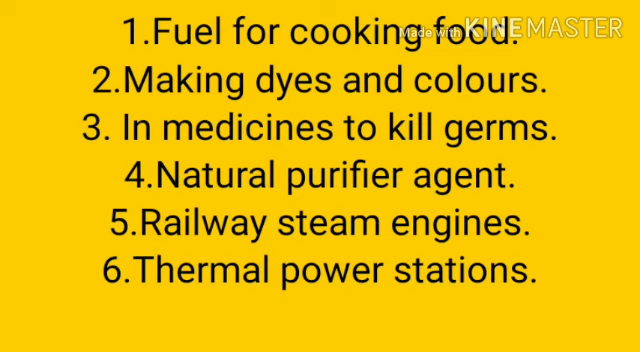 1.Fuel for cooking food.
Made with KINEMASTER
2.Making dyes and colours.
3. In medicines to kill germs.
4.Natural purifier agent.
5.Railway steam engines.
6.Thermal power stations.